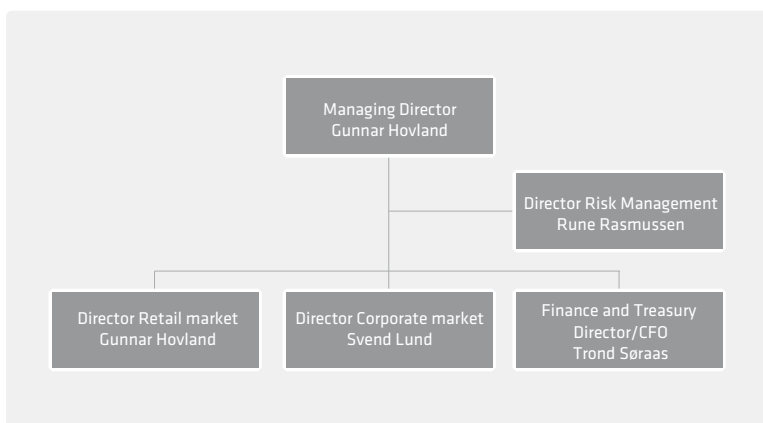 Managing Director
Gunnar Hovland
Director Risk Management
Rune Rasmussen
Director Retail market
Gunnar Hovland
Director Corporate market
Svend Lund
Finance and Treasury
Director/CFO
Trond Søraas